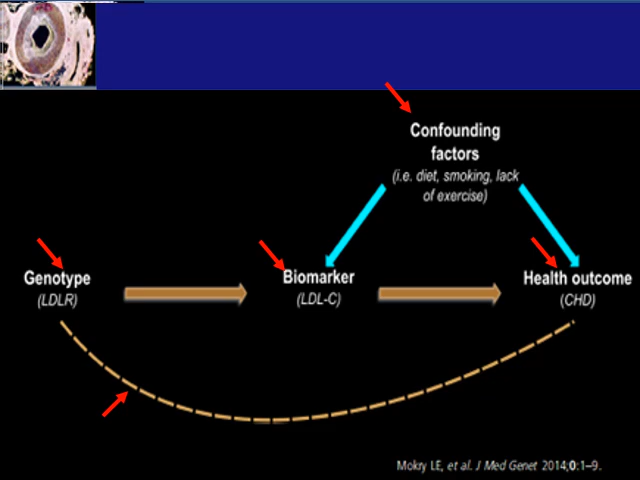 Confounding
factors
(i.e. diet, smoking, lack
of exercise)
Genotype
(LDLR)
Biomarker
(LDL-C)
Health outcome
(CHD)
Mokry LE, et al. J Med Genet 2014;0:1–9.